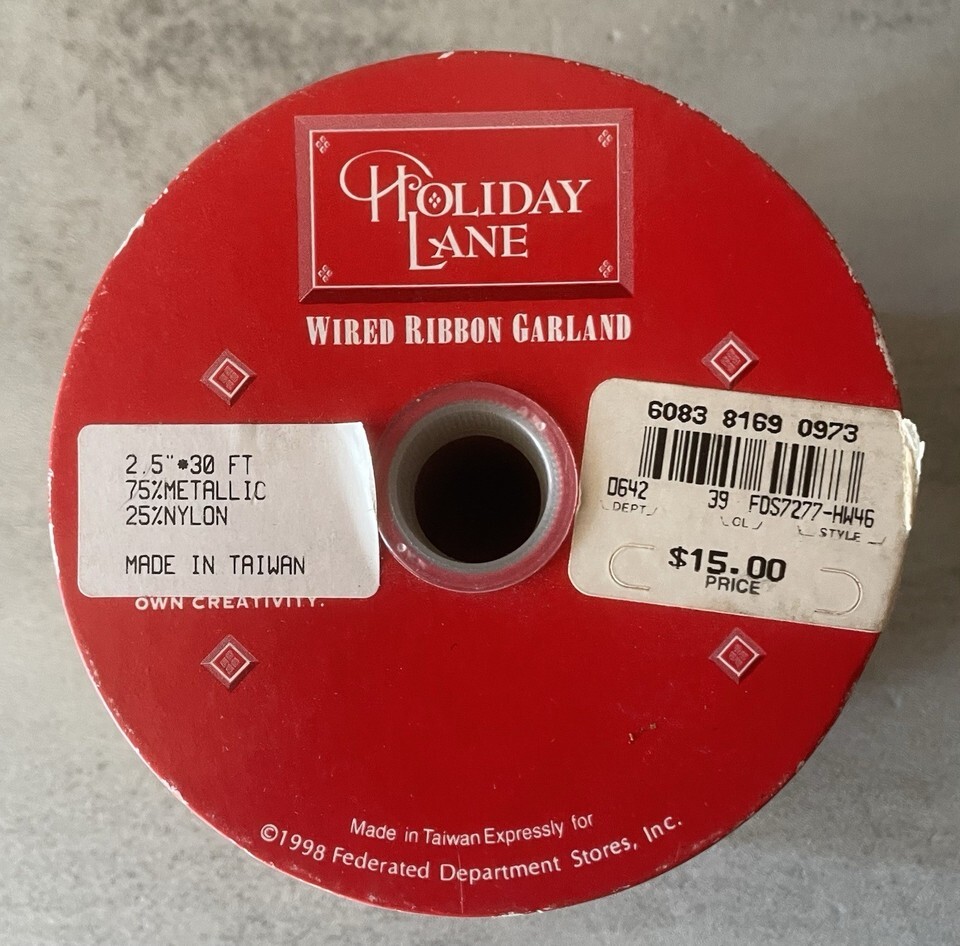 HOLIDAY
LANE
WIRED RIBBON GARLAND
2.5"*30 FT
75%METALLIC
25%NYLON
MADE IN TAIWAN
OWN CREATIVITY.
6083 8169 0973
D642 39 FDS7277-HW46
DEPT CL STYLE
$15.00
PRICE
Made in Taiwan Expressly for
©1998 Federated Department Stores, Inc.